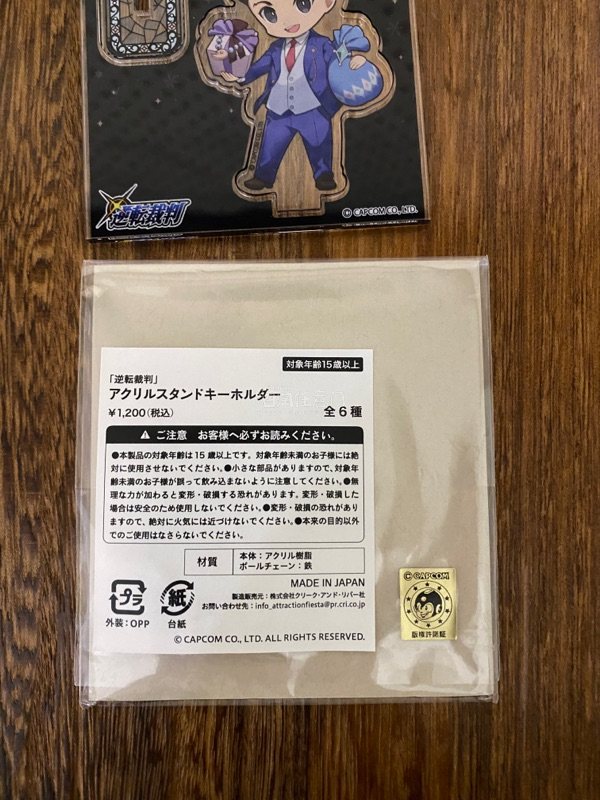 逆転裁判
© CAPCOM CO., LTD.
対象年齢15歳以上
「逆転裁判」
アクリルスタンドキーホルダー
¥1,200(税込)
全6種
ご注意 お客様へ必ずお読みください。
●本製品の対象年齢は15歳以上です。対象年齢未満のお子様には絶
対に使用させないでください。●小さな部品がありますので、対象年
齢未満のお子様が誤って飲み込まないように注意してください。●無
理な力が加わると変形・破損する恐れがあります。変形・破損した
場合は安全のため使用しないでください。●変形・破損の恐れがあり
ますので、絶対に火気には近づけないでください。●本来の目的以外
でのご使用はなさらないでください。
材質
本体:アクリル樹脂
ボールチェーン:鉄
MADE IN JAPAN
製造販売元:株式会社クリーク・アンド・リバー社
お問い合わせ先:info_attractionfiesta@pr.cri.co.jp
プラ
外装:OPP
紙
台紙
© CAPCOM CO., LTD. ALL RIGHTS RESERVED.
© CAPCOM
版権許諾証